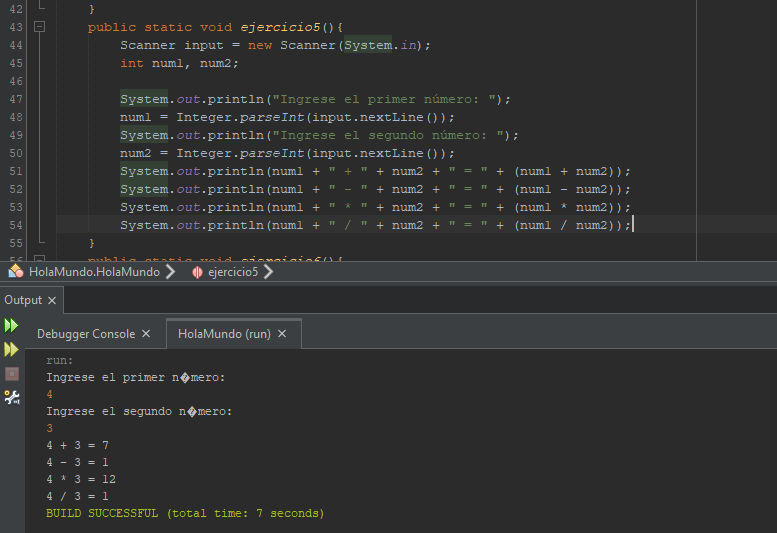 42 }
43 public static void ejercicio5(){
44 Scanner input = new Scanner(System.in);
45 int num1, num2;
46
47 System.out.println("Ingrese el primer número: ");
48 num1 = Integer.parseInt(input.nextLine());
49 System.out.println("Ingrese el segundo número: ");
50 num2 = Integer.parseInt(input.nextLine());
51 System.out.println(num1 + " + " + num2 + " = " + (num1 + num2));
52 System.out.println(num1 + " - " + num2 + " = " + (num1 - num2));
53 System.out.println(num1 + " * " + num2 + " = " + (num1 * num2));
54 System.out.println(num1 + " / " + num2 + " = " + (num1 / num2));
55 }
56 public static void ejercicio6(){
HolaMundo.HolaMundo > ejercicio5 >
Output ×
Debugger Console × HolaMundo (run) ×
run:
Ingrese el primer n�mero:
4
Ingrese el segundo n�mero:
3
4 + 3 = 7
4 - 3 = 1
4 * 3 = 12
4 / 3 = 1
BUILD SUCCESSFUL (total time: 7 seconds)